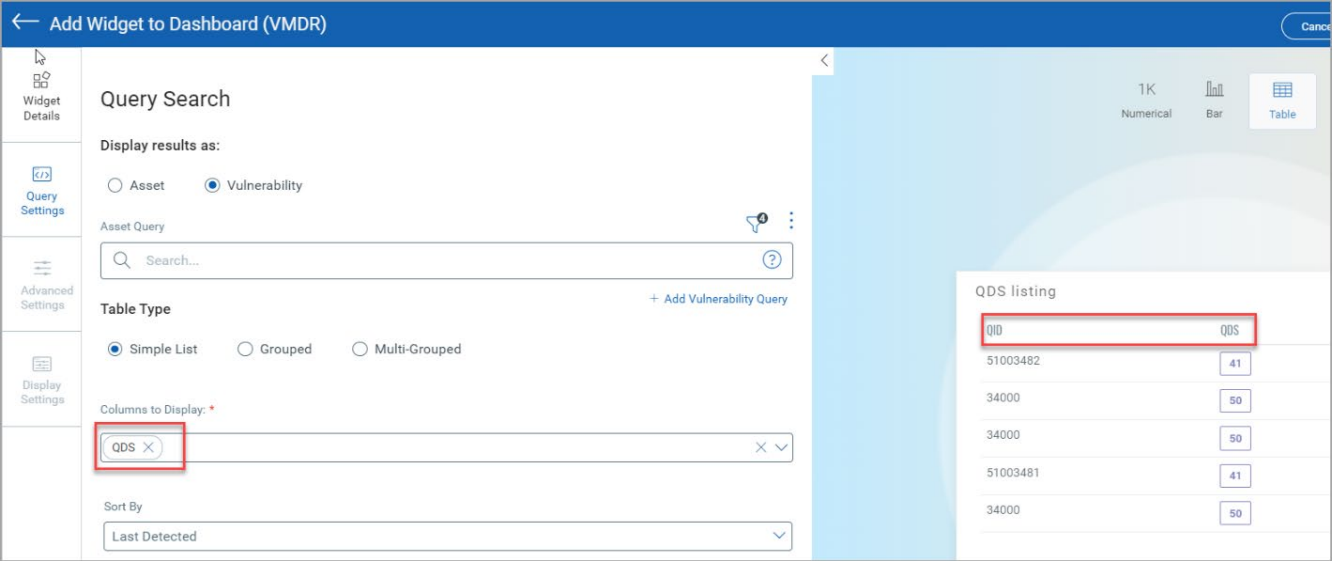 Add Widget to Dashboard (VMDR)
Widget
Details
Query
Settings
Advanced
Settings
Display
Settings
Query Search
Display results as:
Asset
Vulnerability
Asset Query
4
Search...
+ Add Vulnerability Query
Table Type
Simple List
Grouped
Multi-Grouped
Columns to Display: *
QDS
Sort By
Last Detected
1K
Numerical
Bar
Table
QDS listing
QID QDS
51003482 41
34000 50
34000 50
51003481 41
34000 50